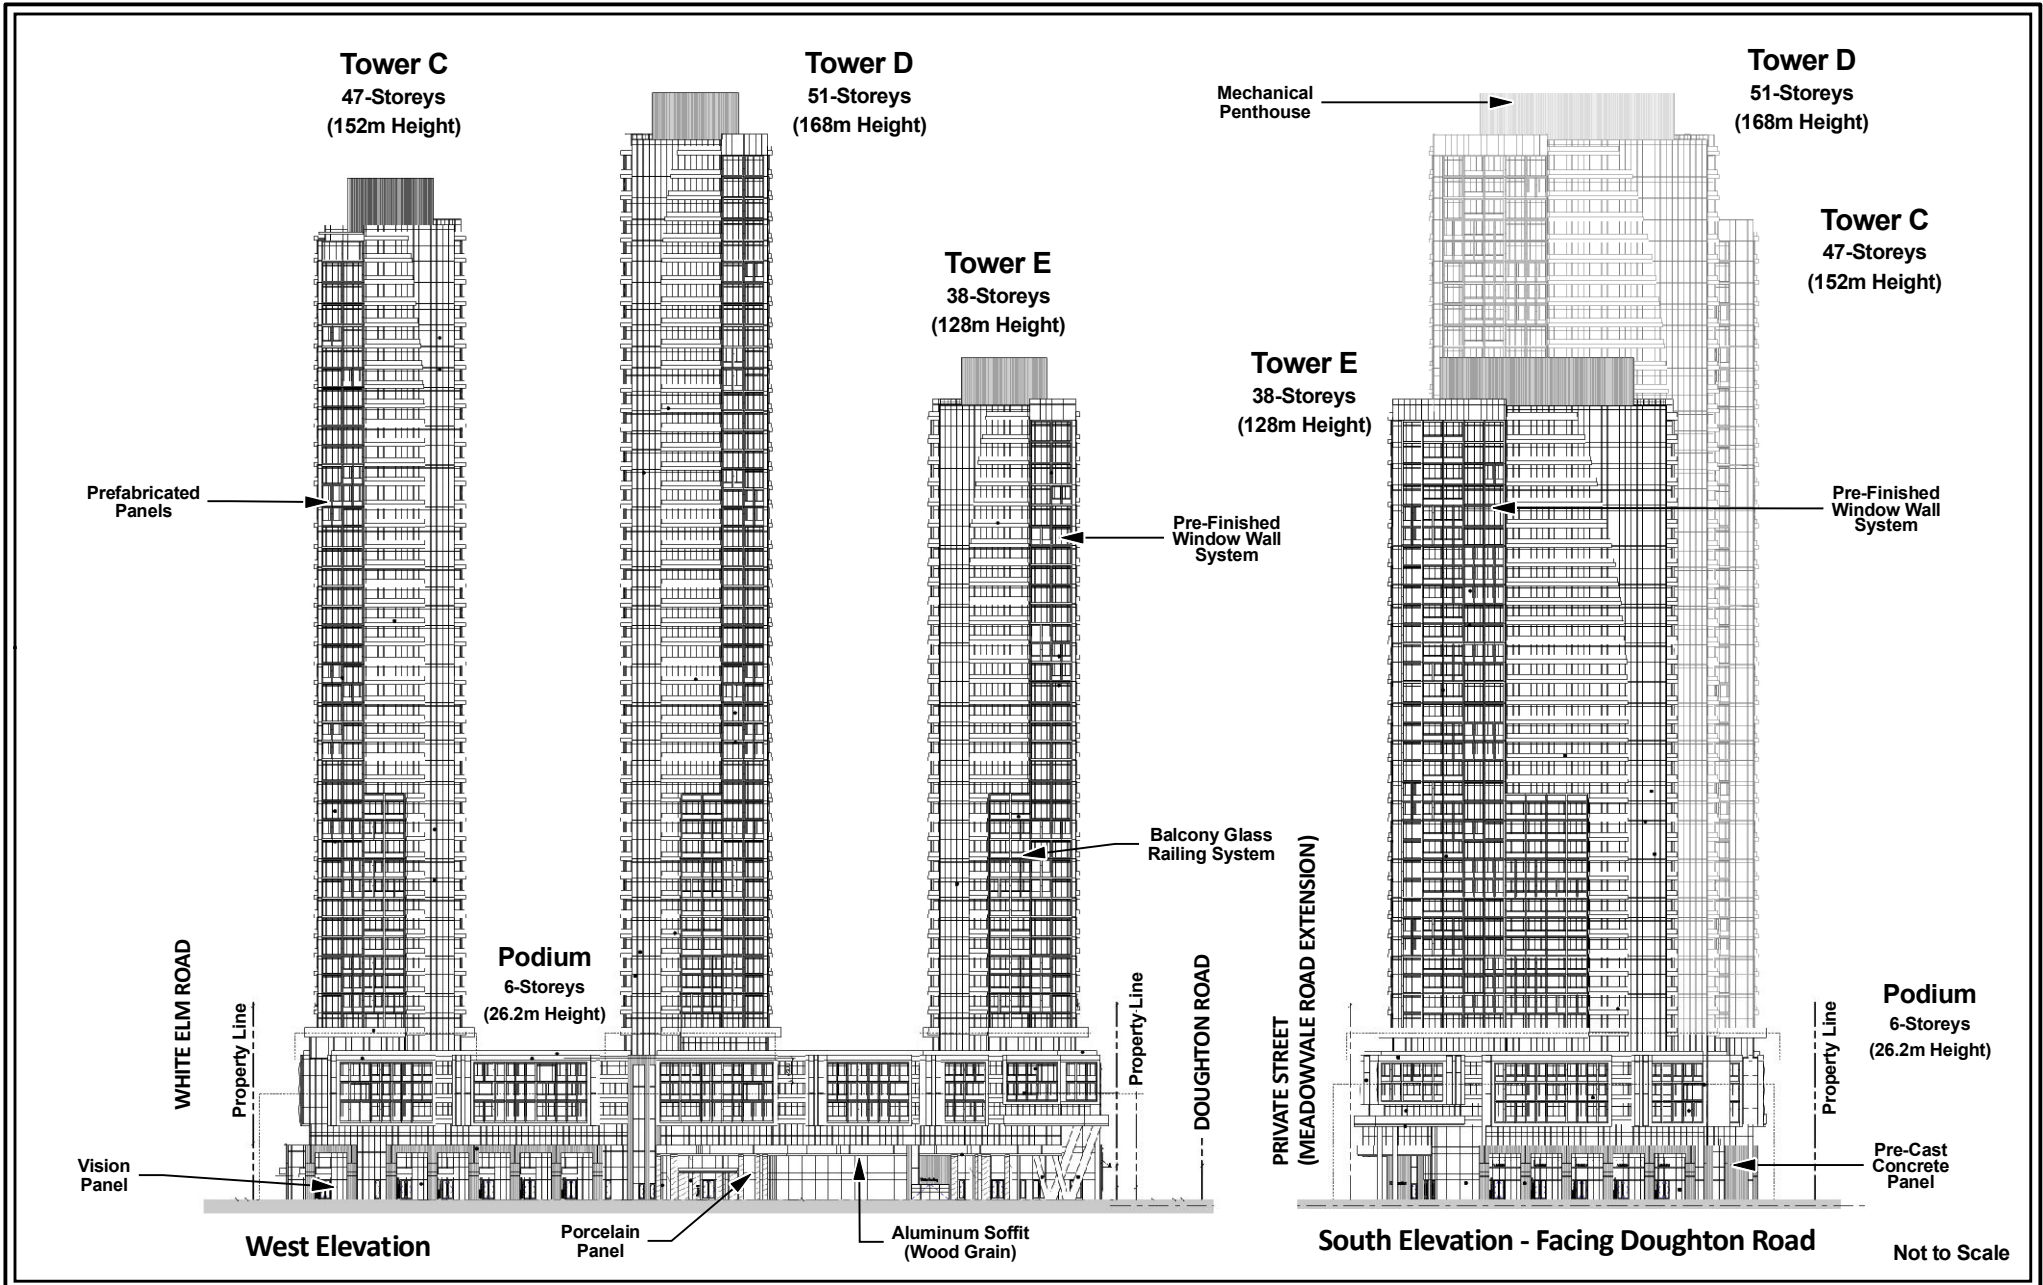 Tower C
47-Storeys
(152m Height)
Tower D
51-Storeys
(168m Height)
Tower E
38-Storeys
(128m Height)
Prefabricated
Panels
Pre-Finished
Window Wall
System
Balcony Glass
Railing System
Podium
6-Storeys
(26.2m Height)
WHITE ELM ROAD
Property Line
Property Line
DOUGHTON ROAD
Vision
Panel
Porcelain
Panel
Aluminum Soffit
(Wood Grain)
West Elevation
Mechanical
Penthouse
Tower D
51-Storeys
(168m Height)
Tower C
47-Storeys
(152m Height)
Tower E
38-Storeys
(128m Height)
Pre-Finished
Window Wall
System
PRIVATE STREET
(MEADOWVALE ROAD EXTENSION)
Property Line
Podium
6-Storeys
(26.2m Height)
Pre-Cast
Concrete
Panel
South Elevation - Facing Doughton Road
Not to Scale